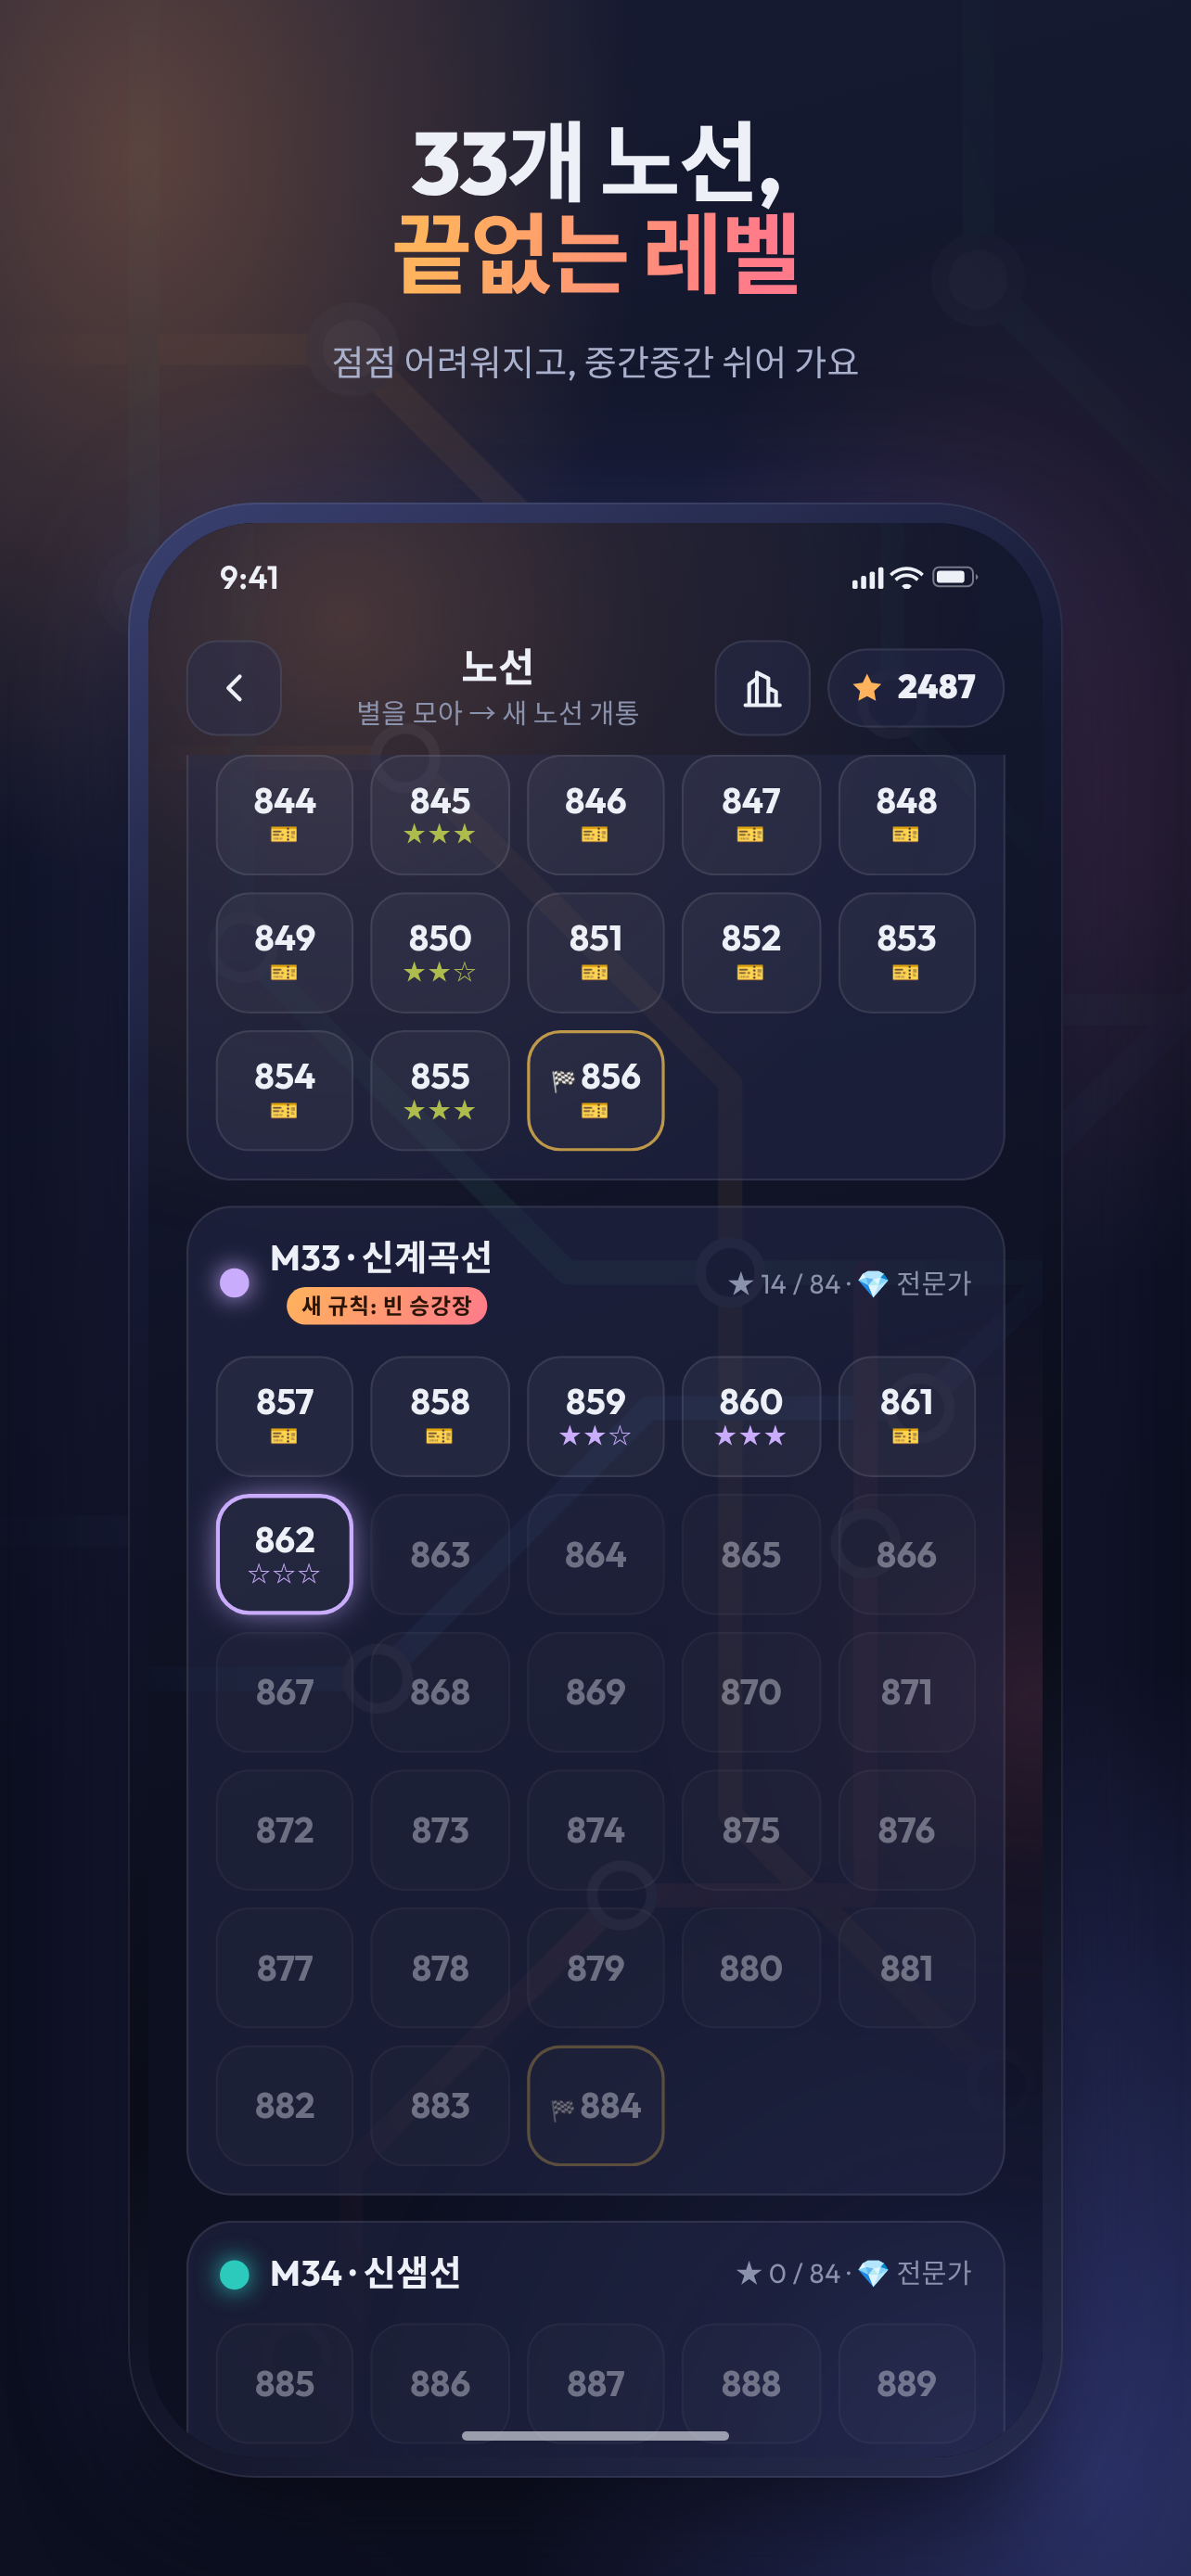 33개 노선,
끝없는 레벨
점점 어려워지고, 중간중간 쉬어 가요
9:41
노선
별을 모아 → 새 노선 개통
2487
844 845 846 847 848
★★★
849 850 851 852 853
★★☆
854 855 856
★★★
M33 · 신계곡선
새 규칙: 빈 승강장
★ 14 / 84 · 💎 전문가
857 858 859 860 861
★★☆ ★★★
862 863 864 865 866
☆☆☆
867 868 869 870 871
872 873 874 875 876
877 878 879 880 881
882 883 884
M34 · 신샘선
★ 0 / 84 · 💎 전문가
885 886 887 888 889